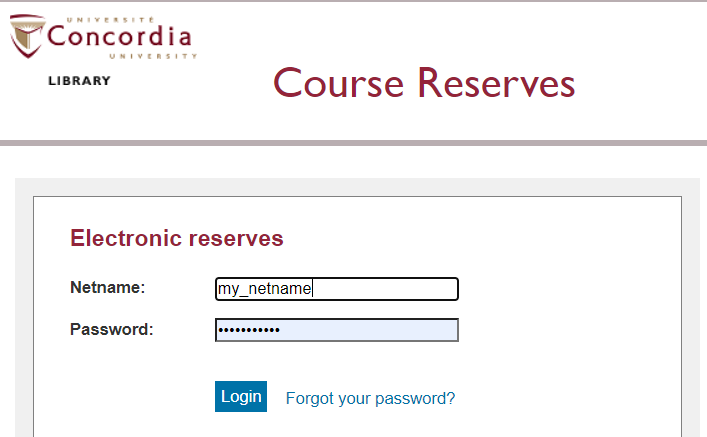 UNIVERSITÉ
Concordia
UNIVERSITY
LIBRARY
Course Reserves
Electronic reserves
Netname: my_netname
Password: •••••••••••
Login Forgot your password?